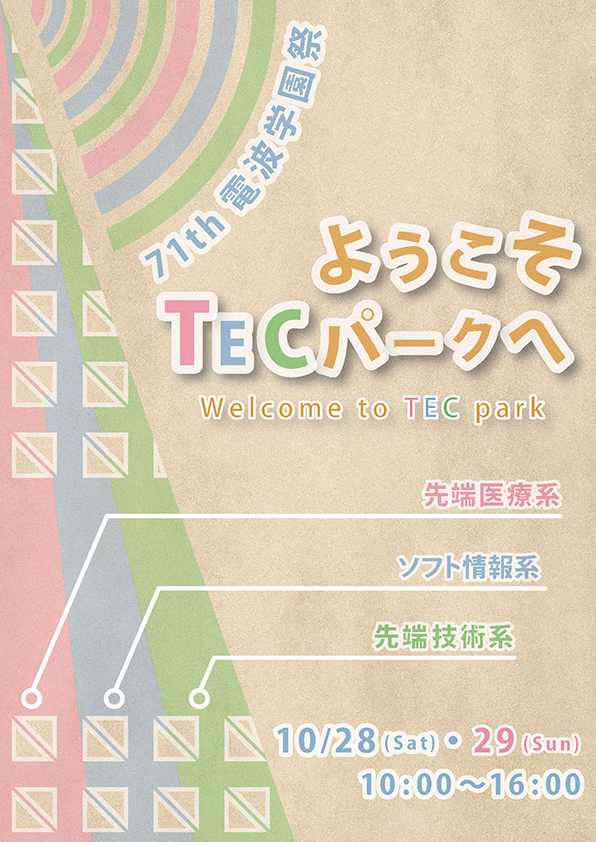 71th 電波学園祭
ようこそ
TECパークへ
Welcome to TEC park
先端医療系
ソフト情報系
先端技術系
10/28(Sat)・29(Sun)
10:00～16:00